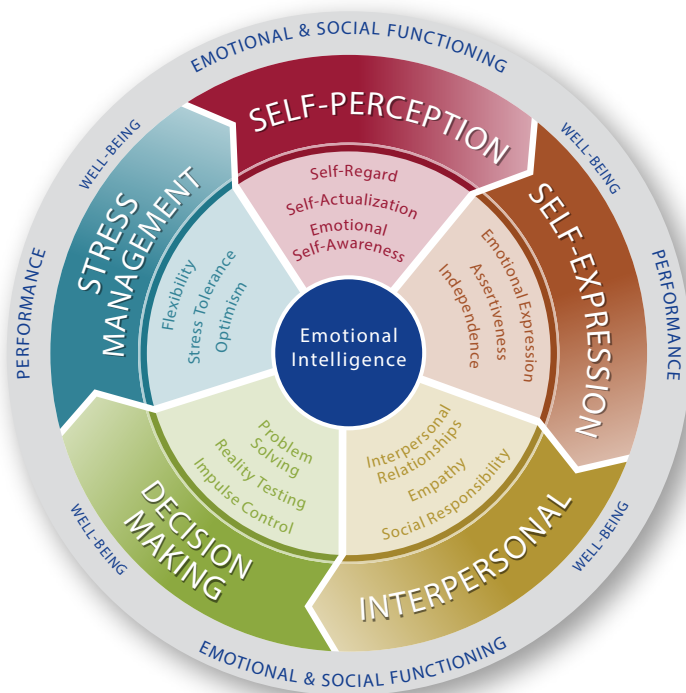 EMOTIONAL & SOCIAL FUNCTIONING
WELL-BEING
WELL-BEING
PERFORMANCE
PERFORMANCE
SELF-PERCEPTION
Self-Regard
Self-Actualization
Emotional
Self-Awareness
SELF-EXPRESSION
Emotional Expression
Assertiveness
Independence
STRESS
MANAGEMENT
Flexibility
Stress Tolerance
Optimism
Emotional
Intelligence
INTERPERSONAL
Interpersonal
Relationships
Empathy
Social Responsibility
DECISION
MAKING
Problem
Solving
Reality Testing
Impulse Control
WELL-BEING
WELL-BEING
EMOTIONAL & SOCIAL FUNCTIONING